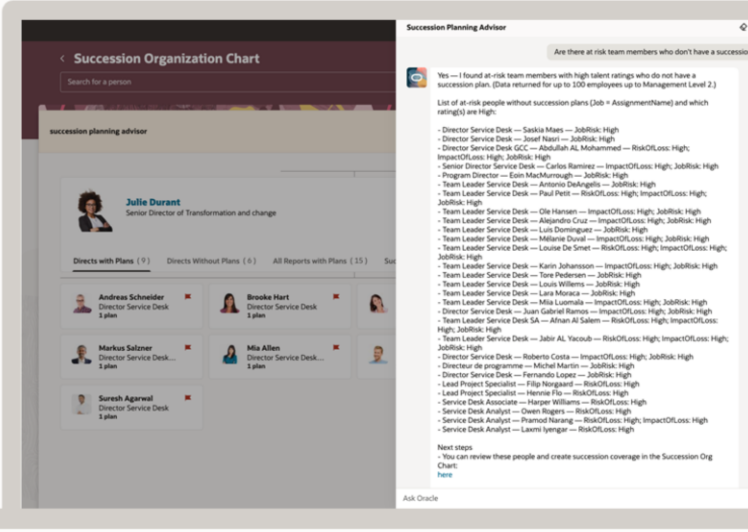 Succession Organization Chart
Search for a person
succession planning advisor
Julie Durant
Senior Director of Transformation and change
Directs with Plans (9)
Directs Without Plans (6)
All Reports with Plans (15)
Suc
Andreas Schneider
Director Service Desk
1 plan
Brooke Hart
Director Service Desk
1 plan
Markus Salzner
Director Service Desk...
1 plan
Mia Allen
Director Service Desk...
1 plan
Suresh Agarwal
Director Service Desk
1 plan
Succession Planning Advisor
Are there at risk team members who don't have a successio
Yes — I found at-risk team members with high talent ratings who do not have a
succession plan. (Data returned for up to 100 employees up to Management Level 2.)
List of at-risk people without succession plans (Job = AssignmentName) and which
rating(s) are High:
- Director Service Desk — Saskia Maes — JobRisk: High
- Director Service Desk — Josef Nasri — JobRisk: High
- Director Service Desk GCC — Abdullah AL Mohammed — RiskOfLoss: High;
ImpactOfLoss: High; JobRisk: High
- Senior Director Service Desk — Carlos Ramirez — ImpactOfLoss: High; JobRisk: High
- Program Director — Eoin MacMurrough — JobRisk: High
- Team Leader Service Desk — Antonio DeAngelis — JobRisk: High
- Team Leader Service Desk — Paul Petit — RiskOfLoss: High; ImpactOfLoss: High;
JobRisk: High
- Team Leader Service Desk — Ole Hansen — ImpactOfLoss: High; JobRisk: High
- Team Leader Service Desk — Alejandro Cruz — ImpactOfLoss: High; JobRisk: High
- Team Leader Service Desk — Luis Dominguez — JobRisk: High
- Team Leader Service Desk — Mélanie Duval — ImpactOfLoss: High; JobRisk: High
- Team Leader Service Desk — Louise De Smet — RiskOfLoss: High; ImpactOfLoss: High;
JobRisk: High
- Team Leader Service Desk — Karin Johansson — ImpactOfLoss: High; JobRisk: High
- Team Leader Service Desk — Tore Pedersen — JobRisk: High
- Team Leader Service Desk — Louis Willems — JobRisk: High
- Team Leader Service Desk — Lara Moraca — JobRisk: High
- Team Leader Service Desk — Miia Luomala — ImpactOfLoss: High; JobRisk: High
- Director Service Desk — Juan Gabriel Ramos — ImpactOfLoss: High; JobRisk: High
- Team Leader Service Desk SA — Afnan Al Salem — RiskOfLoss: High; ImpactOfLoss:
High; JobRisk: High
- Team Leader Service Desk — Jabir AL Yacoub — RiskOfLoss: High; ImpactOfLoss: High;
JobRisk: High
- Director Service Desk — Roberto Costa — ImpactOfLoss: High; JobRisk: High
- Directeur de programme — Michel Martin — JobRisk: High
- Director Service Desk — Fernando Lopez — JobRisk: High
- Lead Project Specialist — Filip Norgaard — RiskOfLoss: High
- Lead Project Specialist — Hennie Flo — RiskOfLoss: High
- Service Desk Associate — Harper Williams — RiskOfLoss: High
- Service Desk Analyst — Owen Rogers — RiskOfLoss: High
- Service Desk Analyst — Pramod Narang — RiskOfLoss: High; ImpactOfLoss: High
- Service Desk Analyst — Laxmi Iyengar — RiskOfLoss: High
Next steps
- You can review these people and create succession coverage in the Succession Org
Chart:
here
Ask Oracle